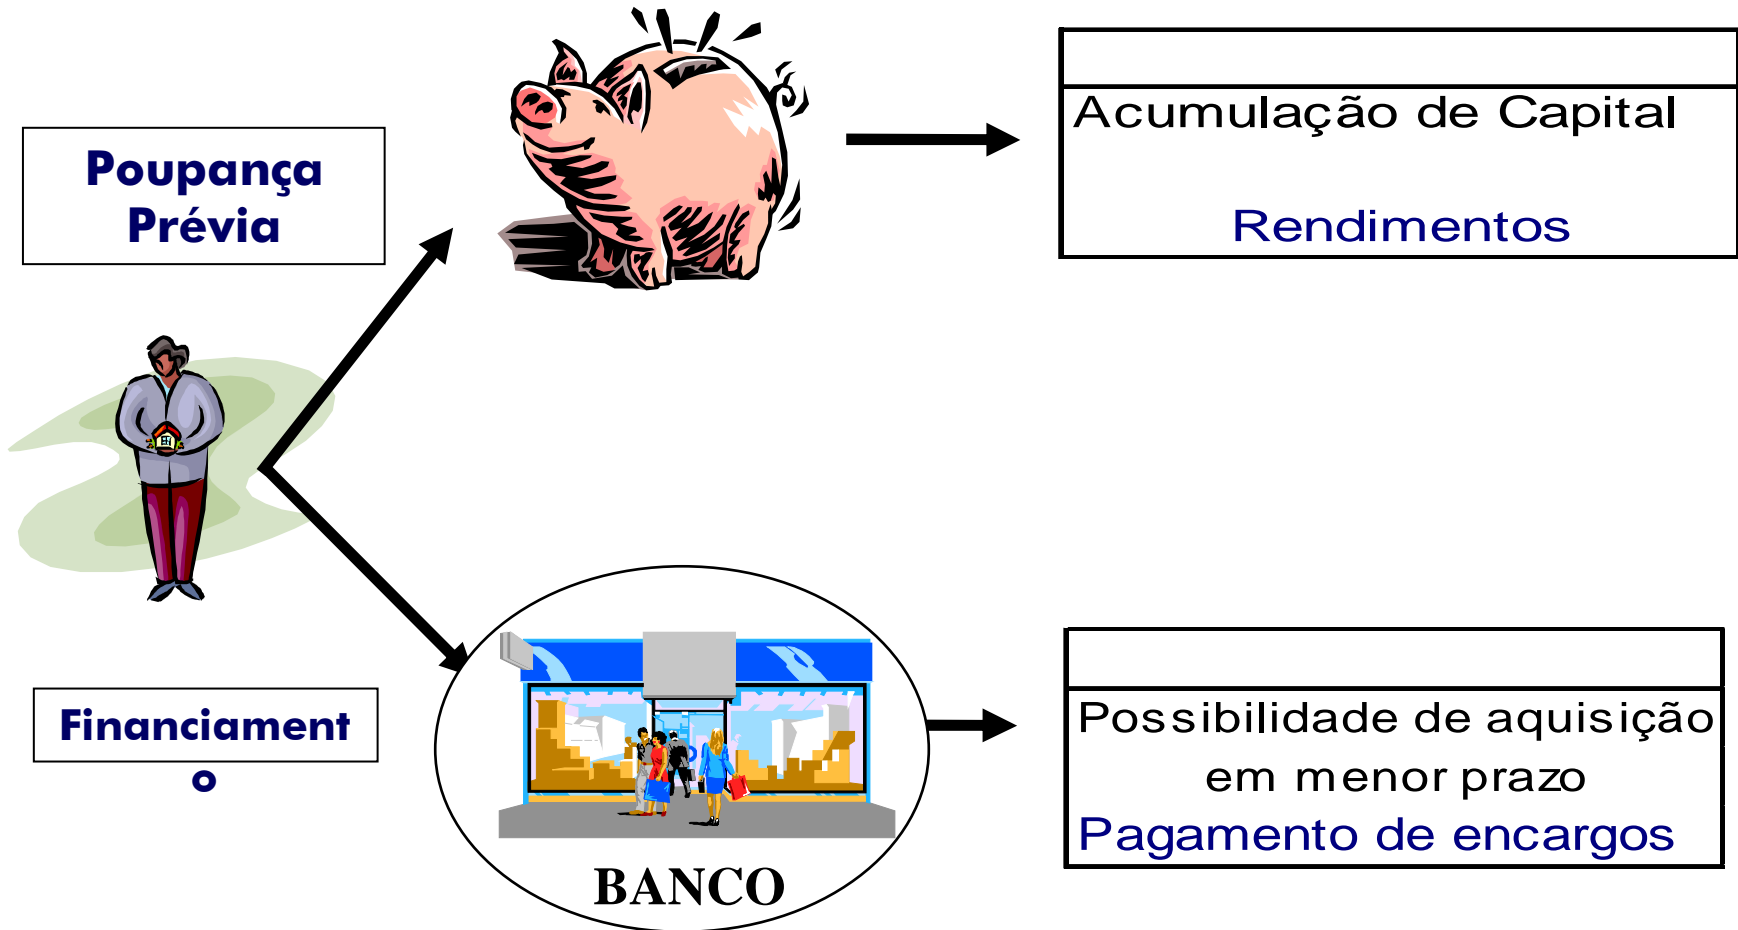 Poupança
Prévia
Acumulação de Capital
Rendimentos
Financiament
o
BANCO
Possibilidade de aquisição
em menor prazo
Pagamento de encargos